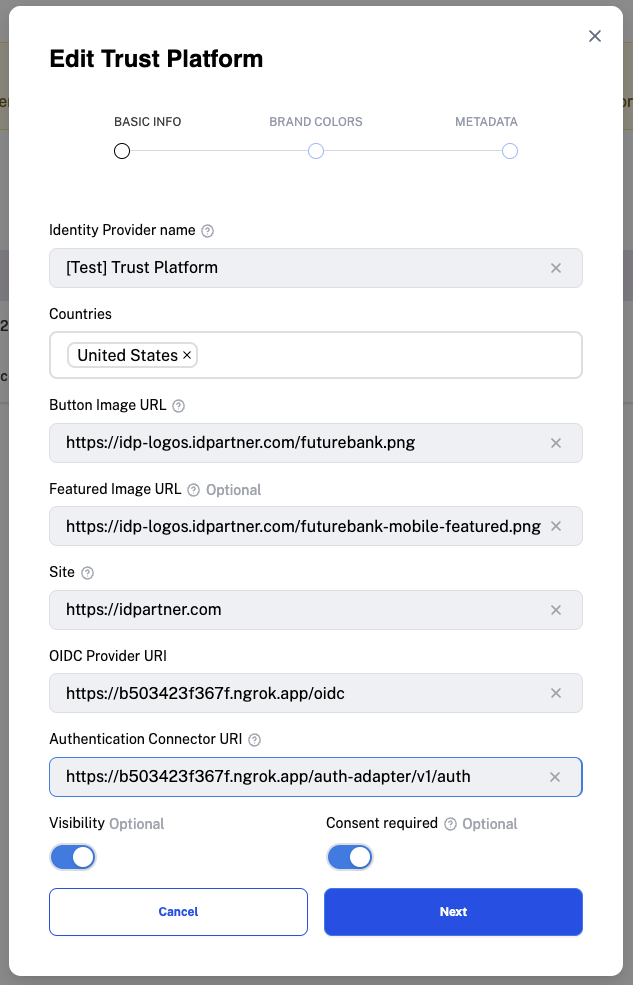 Edit Trust Platform
BASIC INFO BRAND COLORS METADATA
Identity Provider name
[Test] Trust Platform
Countries
United States
Button Image URL
https://idp-logos.idpartner.com/futurebank.png
Featured Image URL Optional
https://idp-logos.idpartner.com/futurebank-mobile-featured.png
Site
https://idpartner.com
OIDC Provider URI
https://b503423f367f.ngrok.app/oidc
Authentication Connector URI
https://b503423f367f.ngrok.app/auth-adapter/v1/auth
Visibility Optional Consent required Optional
Cancel Next